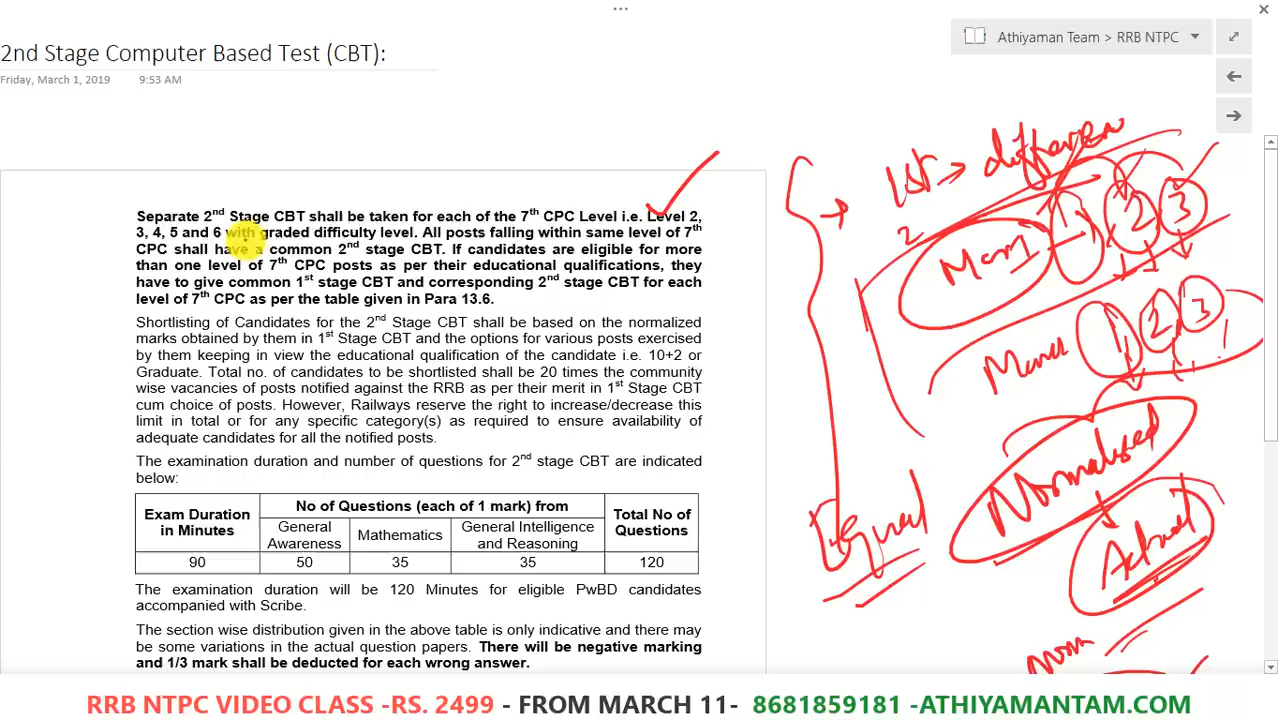 2nd Stage Computer Based Test (CBT):
Friday, March 1, 2019 9:53 AM
Athiyaman Team > RRB NTPC
Separate 2nd Stage CBT shall be taken for each of the 7th CPC Level i.e. Level 2,
3, 4, 5 and 6 with graded difficulty level. All posts falling within same level of 7th
CPC shall have a common 2nd stage CBT. If candidates are eligible for more
than one level of 7th CPC posts as per their educational qualifications, they
have to give common 1st stage CBT and corresponding 2nd stage CBT for each
level of 7th CPC as per the table given in Para 13.6.
Shortlisting of Candidates for the 2nd Stage CBT shall be based on the normalized
marks obtained by them in 1st Stage CBT and the options for various posts exercised
by them keeping in view the educational qualification of the candidate i.e. 10+2 or
Graduate. Total no. of candidates to be shortlisted shall be 20 times the community
wise vacancies of posts notified against the RRB as per their merit in 1st Stage CBT
cum choice of posts. However, Railways reserve the right to increase/decrease this
limit in total or for any specific category(s) as required to ensure availability of
adequate candidates for all the notified posts.
The examination duration and number of questions for 2nd stage CBT are indicated
below:
Exam Duration in Minutes
No of Questions (each of 1 mark) from
Total No of Questions
General Awareness
Mathematics
General Intelligence and Reasoning
90 50 35 35 120
The examination duration will be 120 Minutes for eligible PwBD candidates
accompanied with Scribe.
The section wise distribution given in the above table is only indicative and there may
be some variations in the actual question papers. There will be negative marking
and 1/3 mark shall be deducted for each wrong answer.
1st
1 2 3
1 2 3
Normalised
Actual
RRB NTPC VIDEO CLASS -RS. 2499 - FROM MARCH 11- 8681859181 -ATHIYAMANTAM.COM